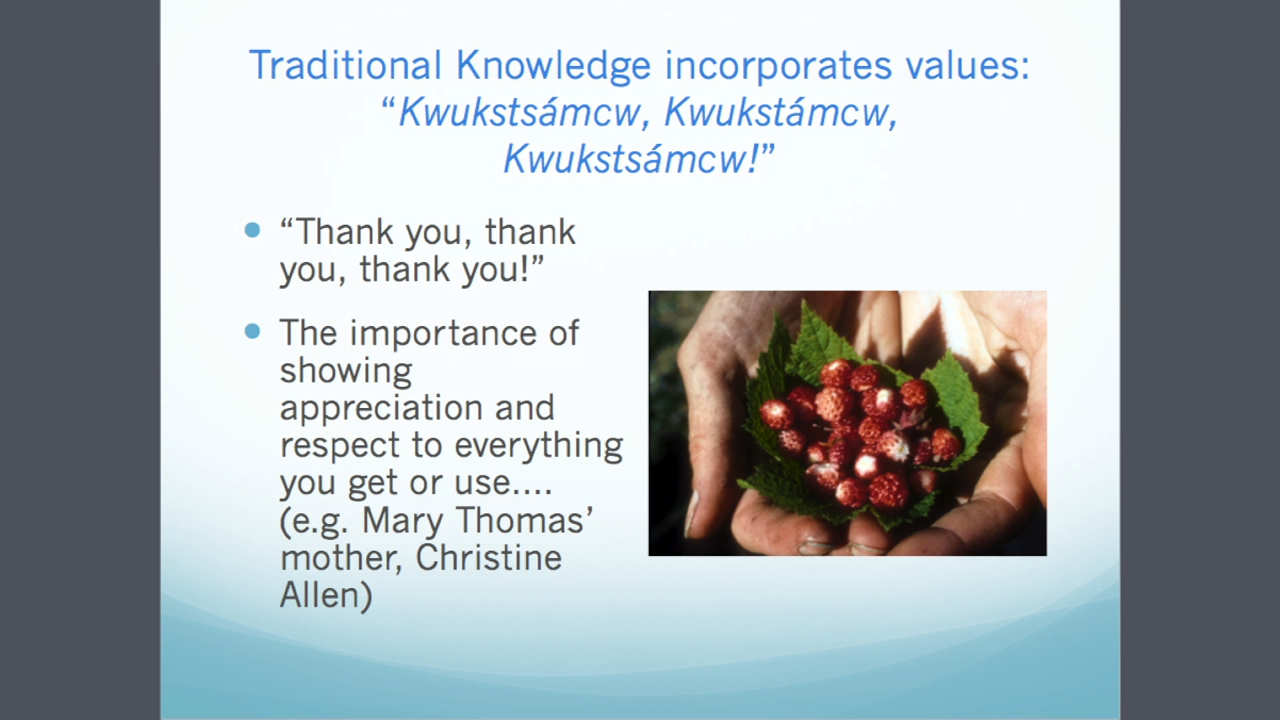 Traditional Knowledge incorporates values:
“Kwukstsámcw, Kwukstámcw,
Kwukstsámcw!”
“Thank you, thank
you, thank you!”
The importance of
showing
appreciation and
respect to everything
you get or use....
(e.g. Mary Thomas’
mother, Christine
Allen)